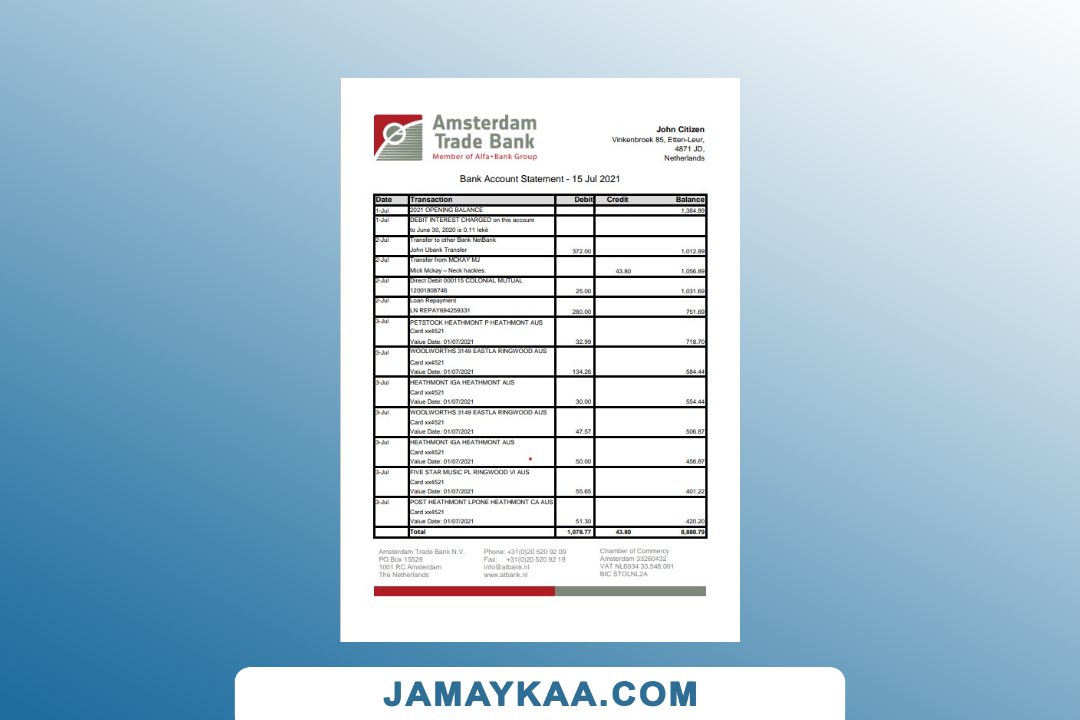 Amsterdam
Trade Bank
Member of Alfa•Bank Group
John Citizen
Vinkenbroek 85, Etten-Leur,
4871 JD,
Netherlands
Bank Account Statement - 15 Jul 2021
Date Transaction Debit Credit Balance
1-Jul 2021 OPENING BALANCE 1,384.89
1-Jul DEBIT INTEREST CHARGED on this account
to June 30, 2020 is 0.11 lekë
2-Jul Transfer to other Bank NetBank
John Ubank Transfer 372.00 1,012.89
2-Jul Transfer from MCKAY MJ
Mick Mckay – Neck hackles. 43.80 1,056.69
2-Jul Direct Debit 000115 COLONIAL MUTUAL
12001808746 25.00 1,031.69
2-Jul Loan Repayment
LN REPAY694259331 280.00 751.69
3-Jul PETSTOCK HEATHMONT P HEATHMONT AUS
Card xx4521
Value Date: 01/07/2021 32.99 718.70
3-Jul WOOLWORTHS 3149 EASTLA RINGWOOD AUS
Card xx4521
Value Date: 01/07/2021 134.26 584.44
3-Jul HEATHMONT IGA HEATHMONT AUS
Card xx4521
Value Date: 01/07/2021 30.00 554.44
3-Jul WOOLWORTHS 3149 EASTLA RINGWOOD AUS
Card xx4521
Value Date: 01/07/2021 47.57 506.87
3-Jul HEATHMONT IGA HEATHMONT AUS
Card xx4521
Value Date: 01/07/2021 50.00 456.87
3-Jul FIVE STAR MUSIC PL RINGWOOD VI AUS
Card xx4521
Value Date: 01/07/2021 55.65 401.22
3-Jul POST HEATHMONT LPONE HEATHMONT CA AUS
Card xx4521
Value Date: 01/07/2021 51.30 420.20
Total 1,078.77 43.80 8,880.79
Amsterdam Trade Bank N.V. Phone: +31(0)20 520 92 09 Chamber of Commercy
PO Box 15529 Fax: +31(0)20 520 92 19 Amsterdam 33260432
1001 RC Amsterdam info@atbank.nl VAT NL6034 33.548.001
The Netherlands www.atbank.nl BIC STOLNL2A
JAMAYKAA.COM